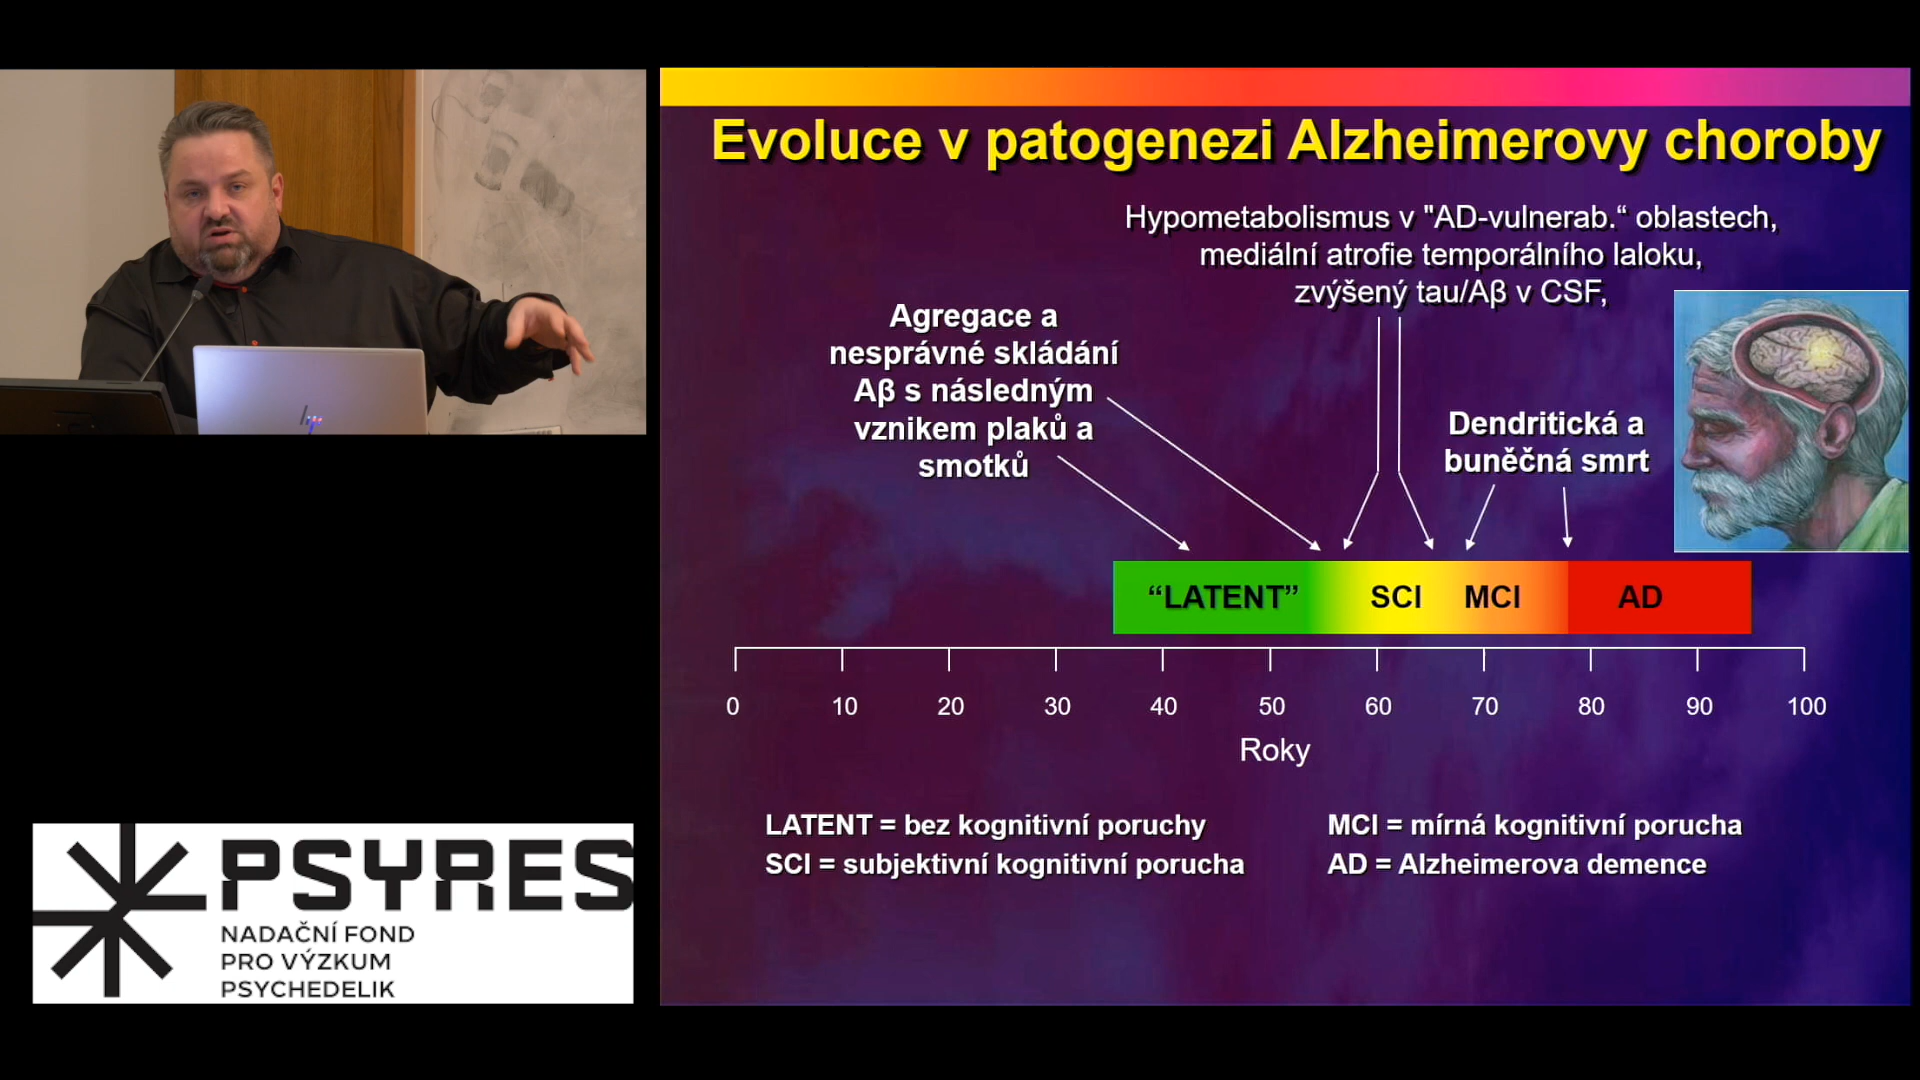 Evoluce v patogenezi Alzheimerovy choroby
Hypometabolismus v "AD-vulnerab.“ oblastech,
mediální atrofie temporálního laloku,
zvýšený tau/Aβ v CSF,
Agregace a
nesprávné skládání
Aβ s následným
vznikem plaků a
smotků
Dendritická a
buněčná smrt
“LATENT”
SCI
MCI
AD
0 10 20 30 40 50 60 70 80 90 100
Roky
LATENT = bez kognitivní poruchy
SCI = subjektivní kognitivní porucha
MCI = mírná kognitivní porucha
AD = Alzheimerova demence
hp
PSYRES
NADAČNÍ FOND
PRO VÝZKUM
PSYCHEDELIK